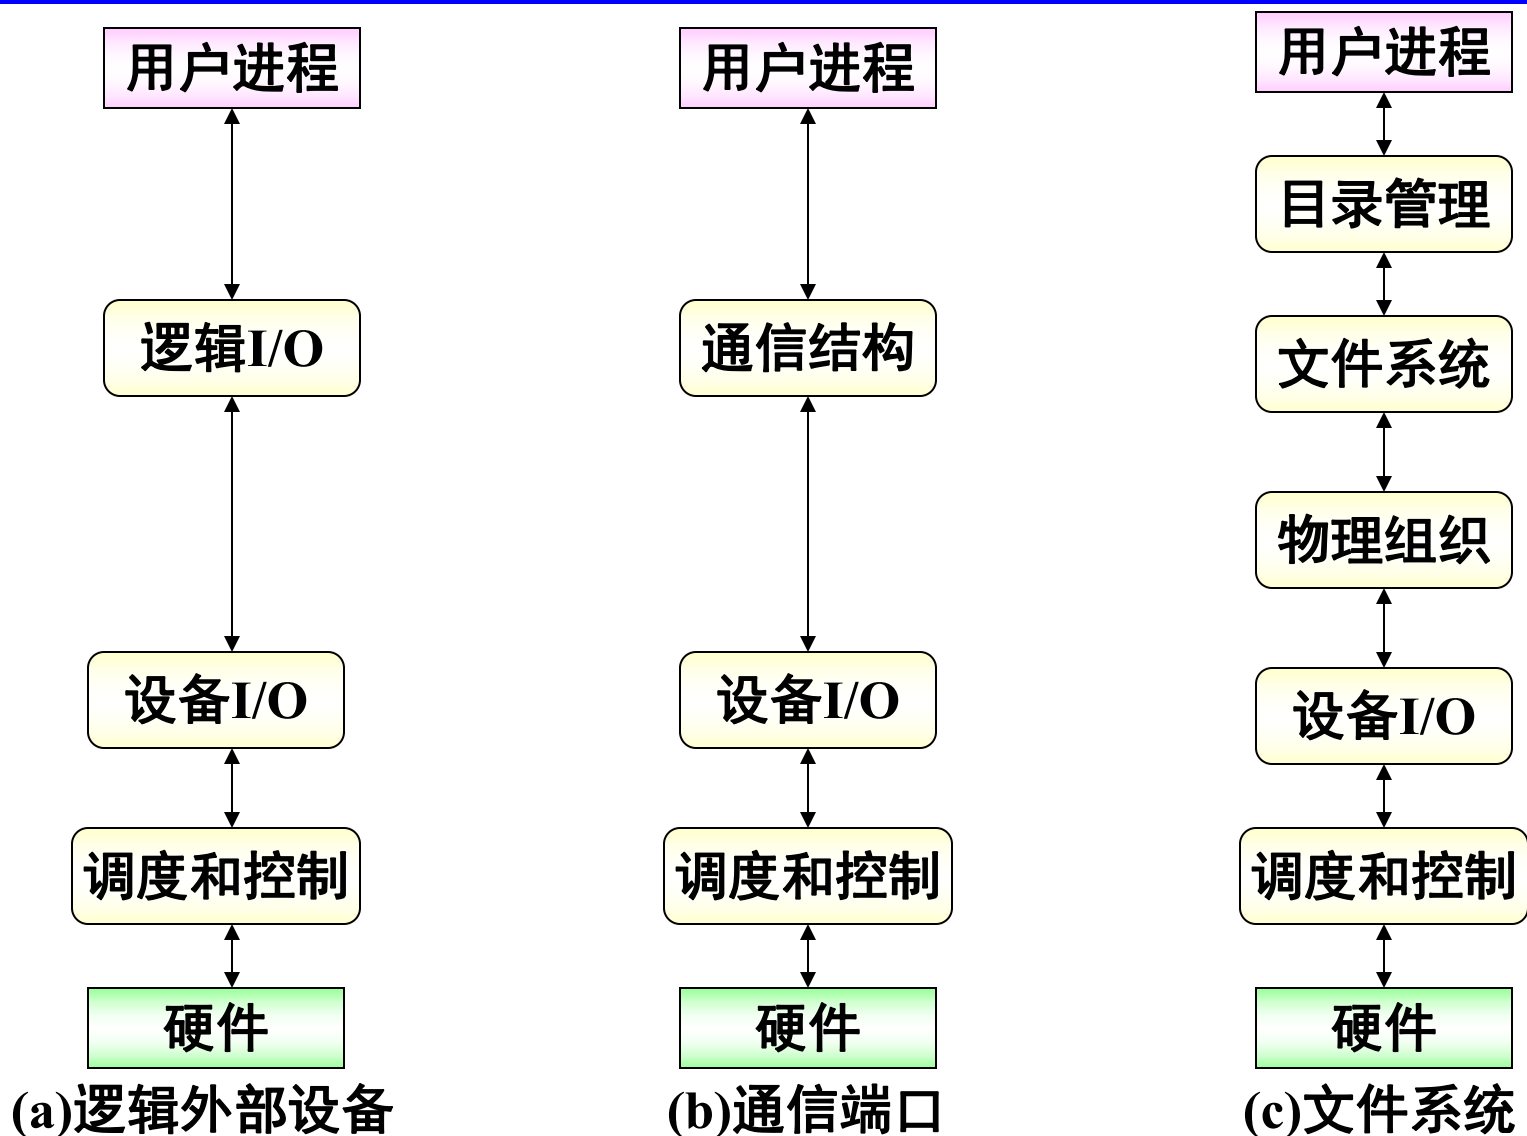 用户进程
逻辑I/O
设备I/O
调度和控制
硬件
(a)逻辑外部设备
用户进程
通信结构
设备I/O
调度和控制
硬件
(b)通信端口
用户进程
目录管理
文件系统
物理组织
设备I/O
调度和控制
硬件
(c)文件系统